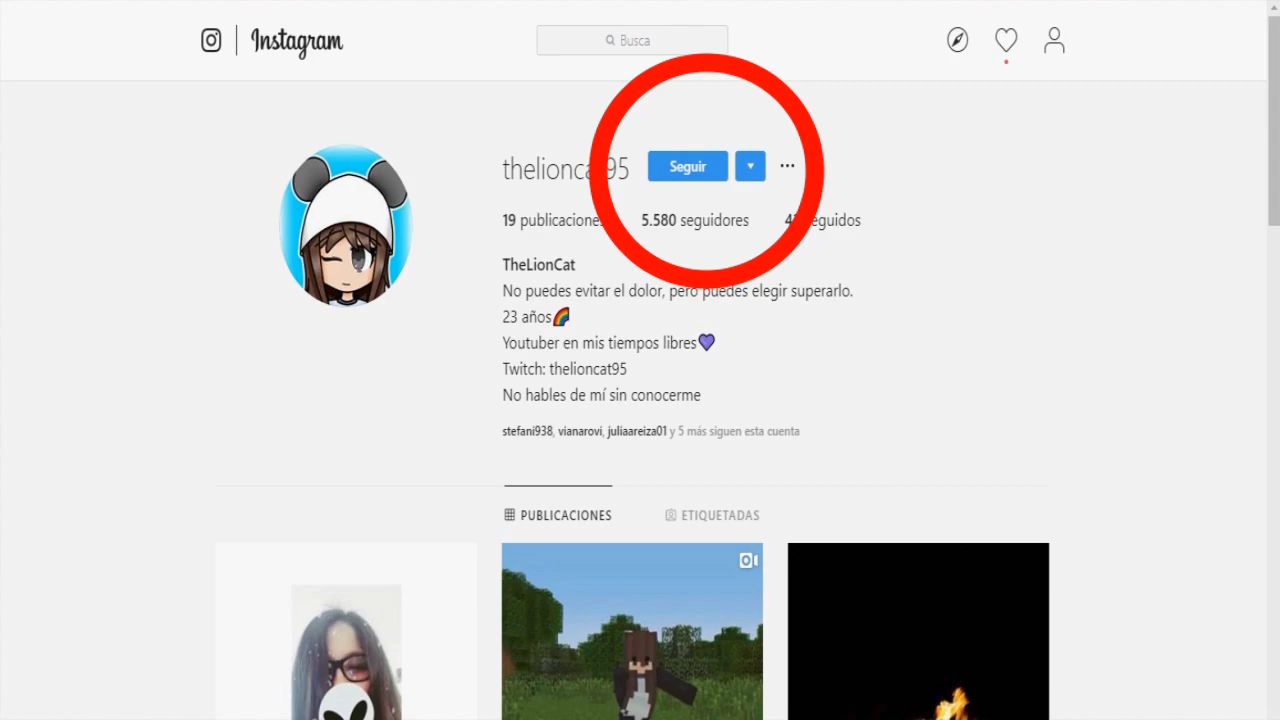 Instagram
Busca
thelioncat95 Seguir
19 publicaciones 5.580 seguidores seguidos
TheLionCat
No puedes evitar el dolor, pero puedes elegir superarlo.
23 años🌈
Youtuber en mis tiempos libres💜
Twitch: thelioncat95
No hables de mí sin conocerme
stefani938, vianarovi, juliaareiza01 y 5 más siguen esta cuenta
PUBLICACIONES ETIQUETADAS